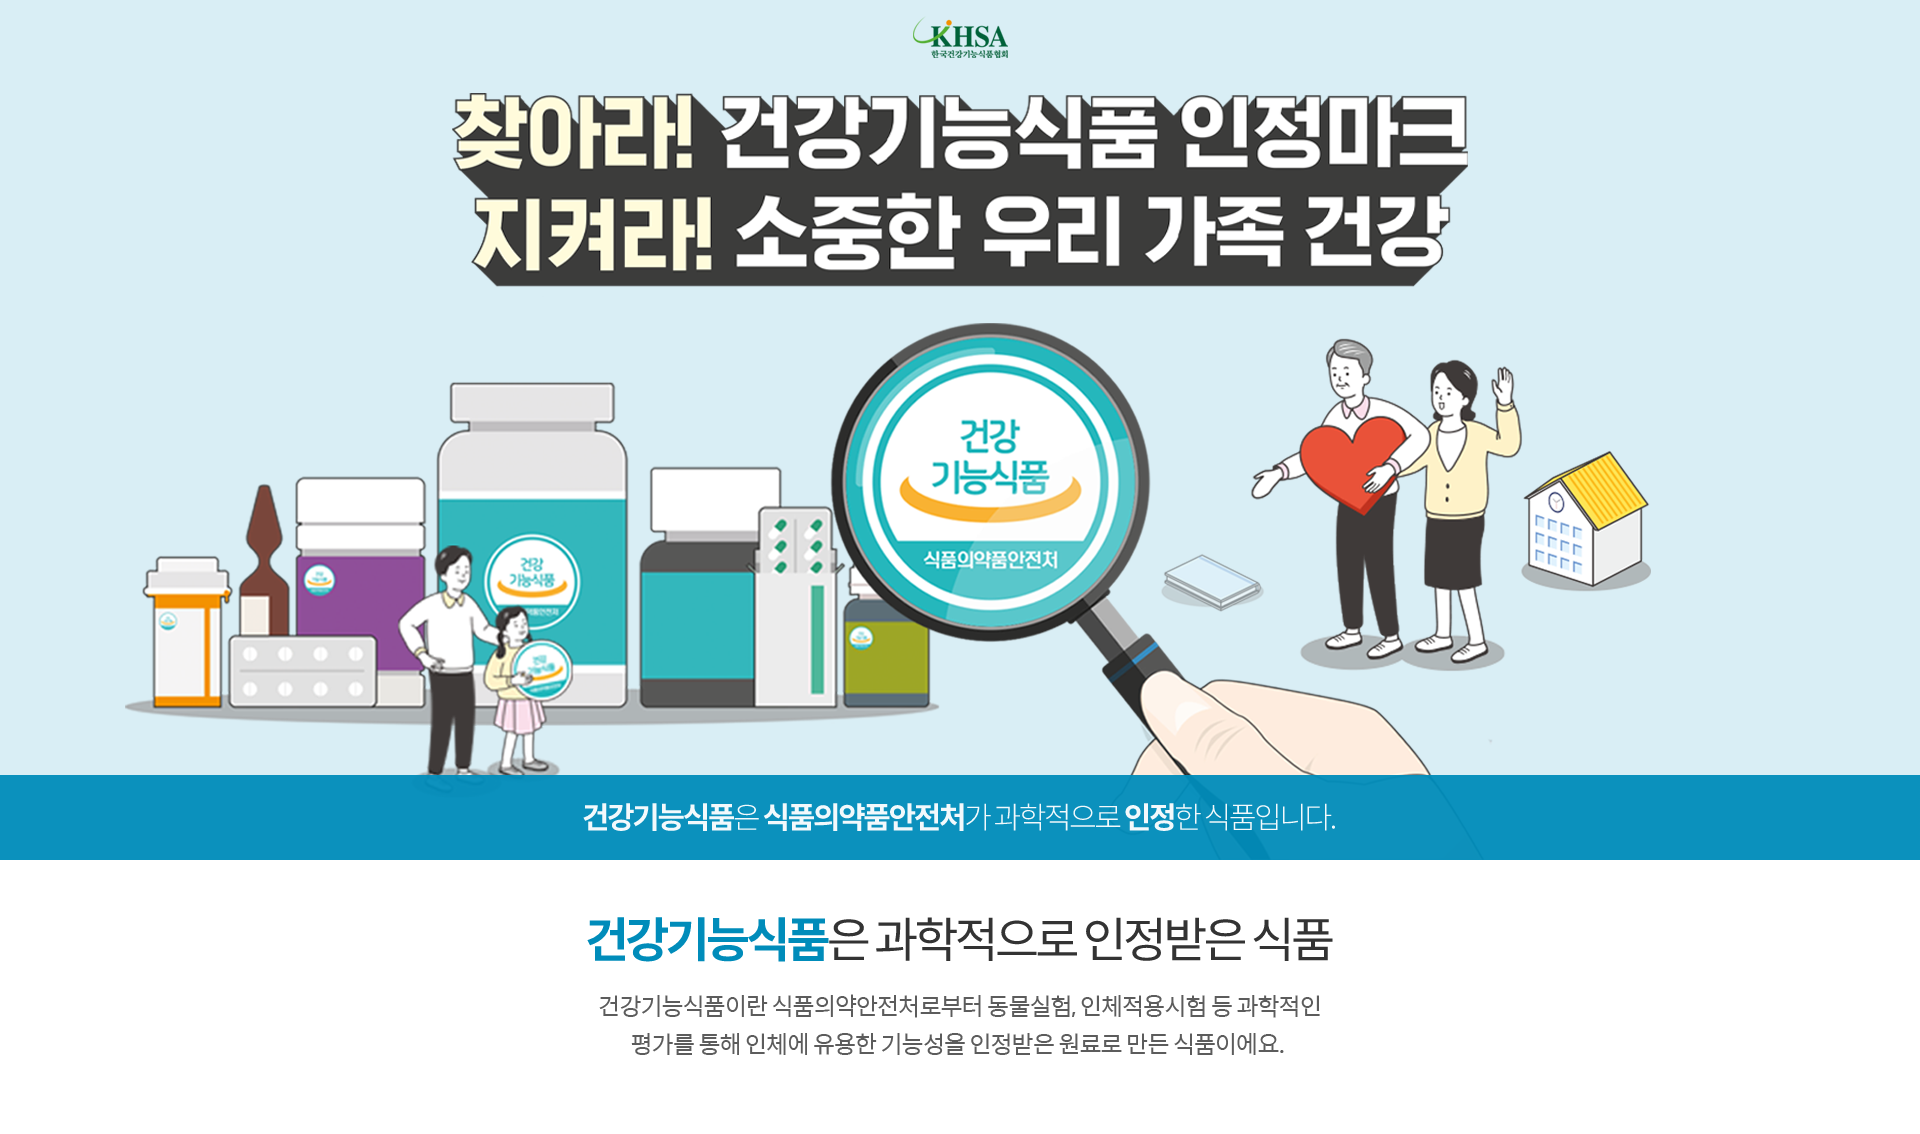 KHSA
한국건강기능식품협회
찾아라! 건강기능식품 인정마크
지켜라! 소중한 우리 가족 건강
건강
기능식품
식품의약품안전처
건강
기능식품
건강기능식품은 식품의약품안전처가 과학적으로 인정한 식품입니다.
건강기능식품은 과학적으로 인정받은 식품
건강기능식품이란 식품의약안전처로부터 동물실험, 인체적용시험 등 과학적인
평가를 통해 인체에 유용한 기능성을 인정받은 원료로 만든 식품이에요.